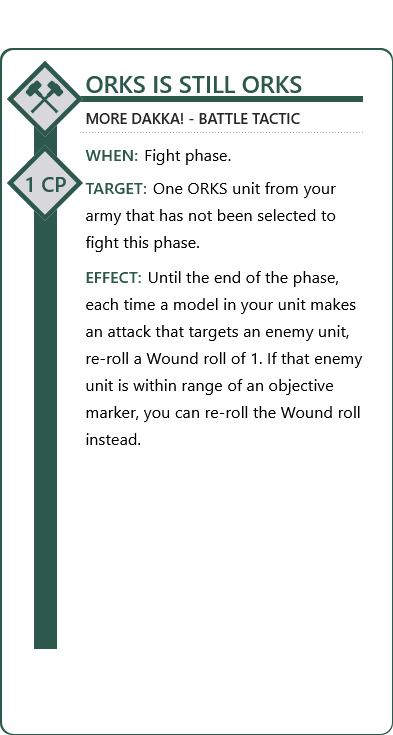 ORKS IS STILL ORKS
MORE DAKKA! - BATTLE TACTIC
WHEN: Fight phase.
1 CP
TARGET: One ORKS unit from your
army that has not been selected to
fight this phase.
EFFECT: Until the end of the phase,
each time a model in your unit makes
an attack that targets an enemy unit,
re-roll a Wound roll of 1. If that enemy
unit is within range of an objective
marker, you can re-roll the Wound roll
instead.